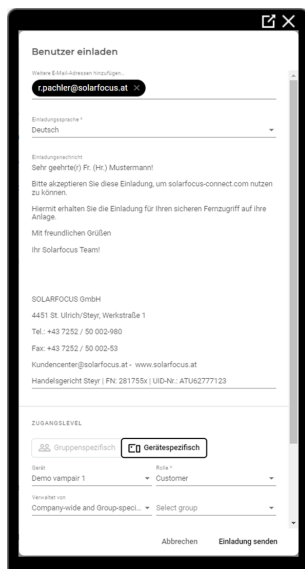 Benutzer einladen
Weitere E-Mail-Adressen hinzufügen...
r.pachler@solarfocus.at
Einladungssprache *
Deutsch
Einladungsnachricht
Sehr geehrte(r) Fr. (Hr.) Mustermann!
Bitte akzeptieren Sie diese Einladung, um solarfocus-connect.com nutzen
zu können.
Hiermit erhalten Sie die Einladung für Ihren sicheren Fernzugriff auf ihre
Anlage.
Mit freundlichen Grüßen
Ihr Solarfocus Team!
SOLARFOCUS GmbH
4451 St. Ulrich/Steyr, Werkstraße 1
Tel.: +43 7252 / 50 002-980
Fax: +43 7252 / 50 002-53
Kundencenter@solarfocus.at - www.solarfocus.at
Handelsgericht Steyr | FN: 281755x | UID-Nr.: ATU62777123
ZUGANGSLEVEL
Gruppenspezifisch Gerätespezifisch
Gerät Rolle *
Demo vampair 1 Customer
Verwaltet von
Company-wide and Group-speci... Select group
Abbrechen Einladung senden